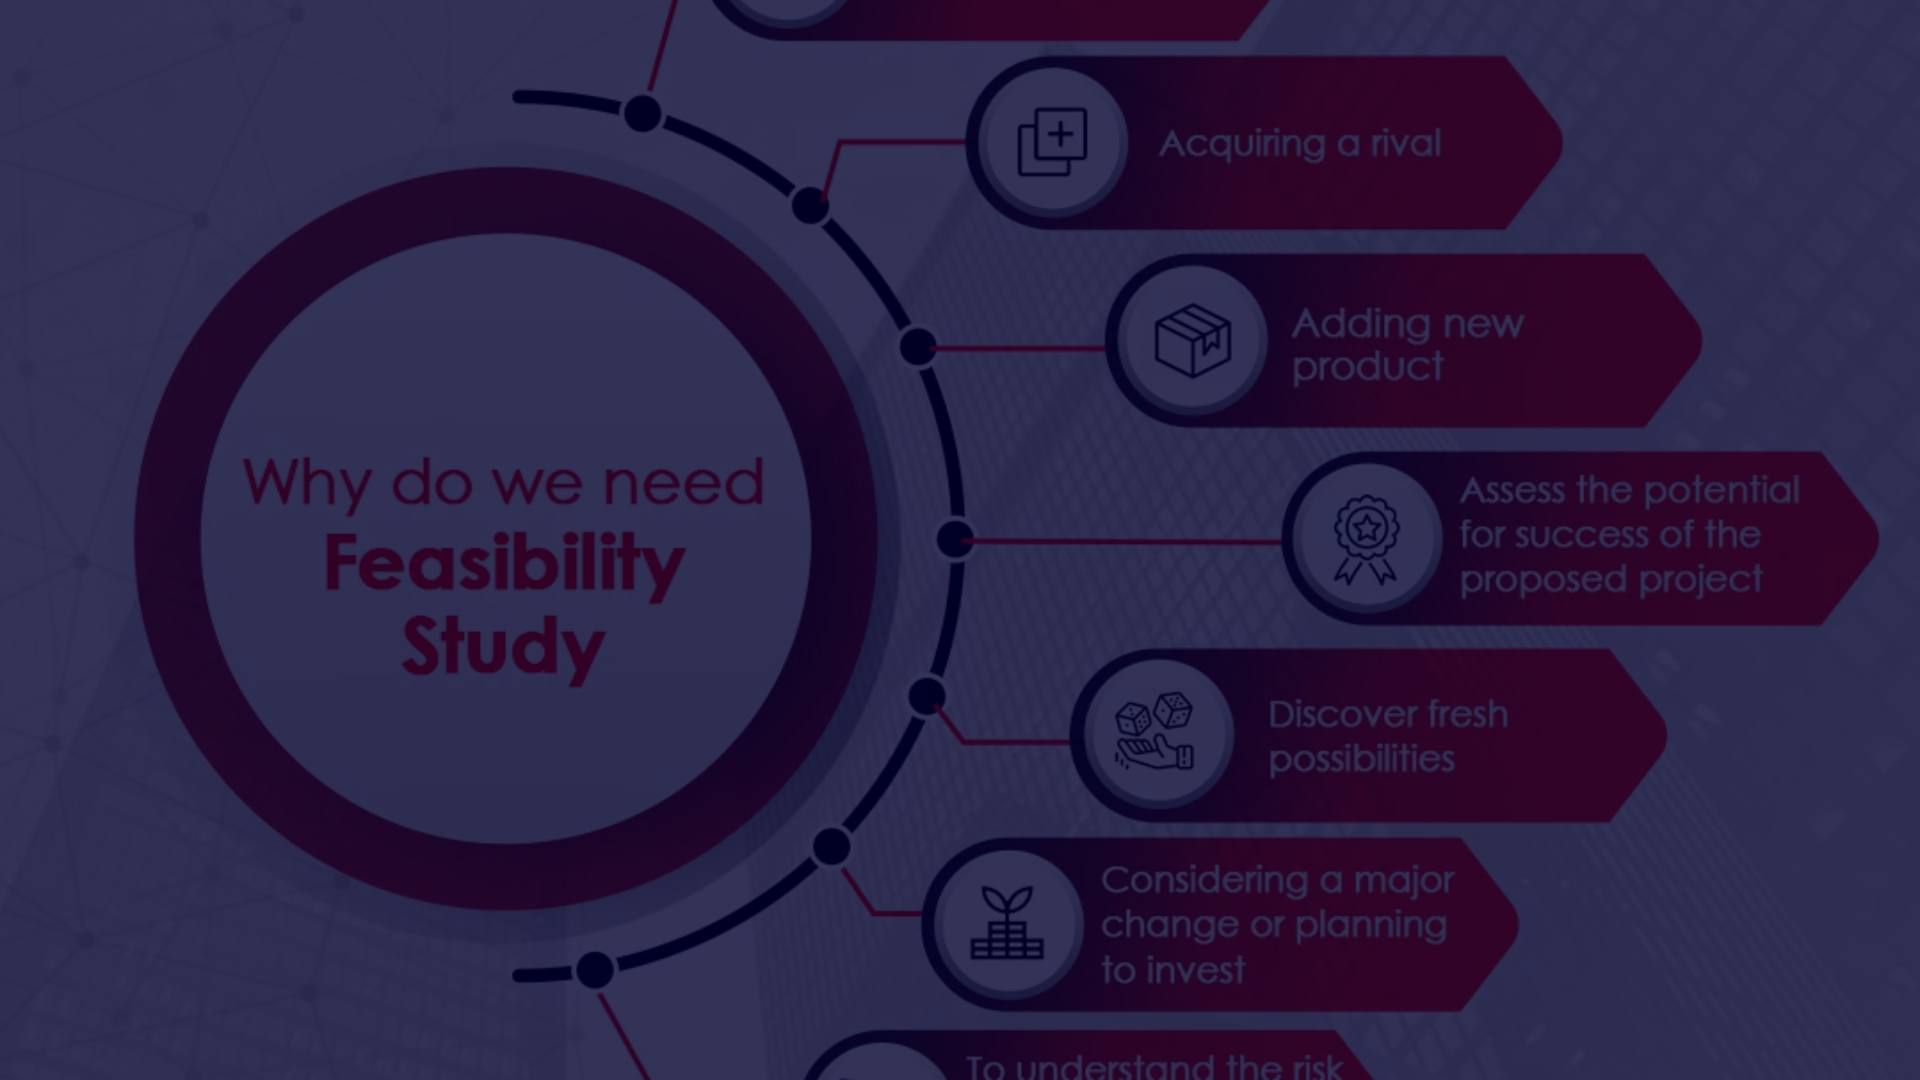 Why do we need
Feasibility
Study
Acquiring a rival
Adding new
product
Assess the potential
for success of the
proposed project
Discover fresh
possibilities
Considering a major
change or planning
to invest
To understand the risk